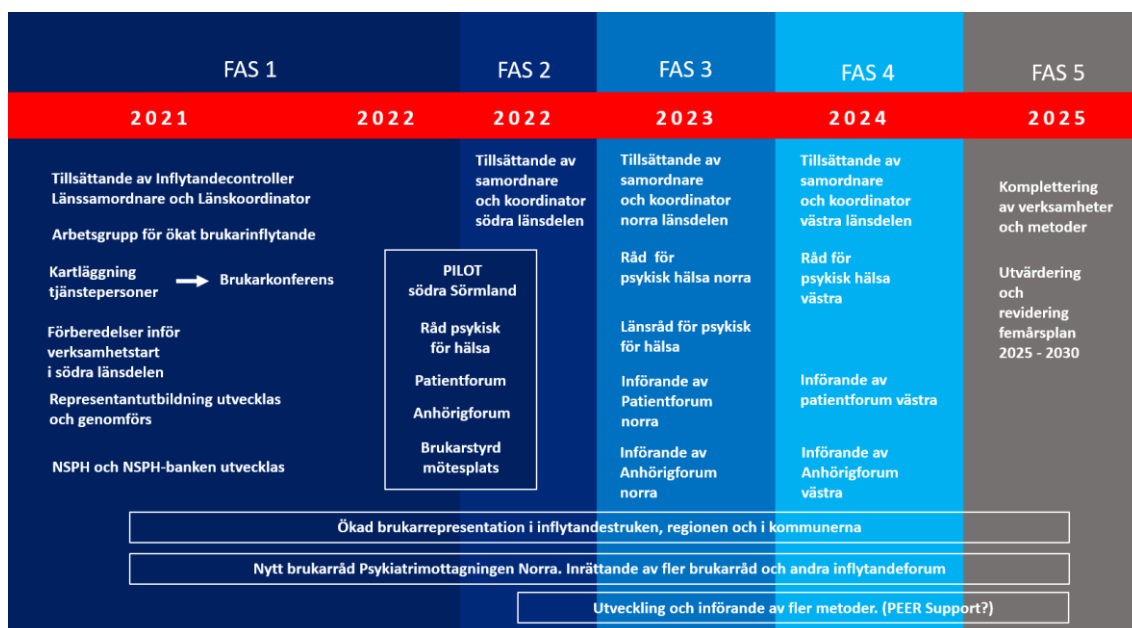 FAS 1
FAS 2
FAS 3
FAS 4
FAS 5
2021
2022
2022
2023
2024
2025
Tillsättande av Inflytandecontroller
Länssamordnare och Länskoordinator
Arbetsgrupp för ökat brukarinflytande
Kartläggning
tjänstepersoner
Brukarkonferens
Förberedelser inför
verksamhetstart
i södra länsdelen
Representantutbildning utvecklas
och genomförs
NSPH och NSPH-banken utvecklas
PILOT
södra Sörmland
Råd psykisk
för hälsa
Patientforum
Anhörigforum
Brukarstyrd
mötesplats
Tillsättande av
samordnare
och koordinator
södra länsdelen
Tillsättande av
samordnare
och koordinator
norra länsdelen
Råd för
psykisk hälsa norra
Länsråd för psykisk
för hälsa
Införande av
Patientforum
norra
Införande av
Anhörigforum
norra
Tillsättande av
samordnare
och koordinator
västra länsdelen
Råd för
psykisk hälsa
västra
Införande av
patientforum västra
Införande av
Anhörigforum
västra
Komplettering
av verksamheter
och metoder
Utvärdering
och
revidering
femårsplan
2025 - 2030
Ökad brukarrepresentation i inflytandestruken, regionen och i kommunerna
Nytt brukarråd Psykiatrimottagningen Norra. Inrättande av fler brukarråd och andra inflytandeforum
Utveckling och införande av fler metoder. (PEER Support?)